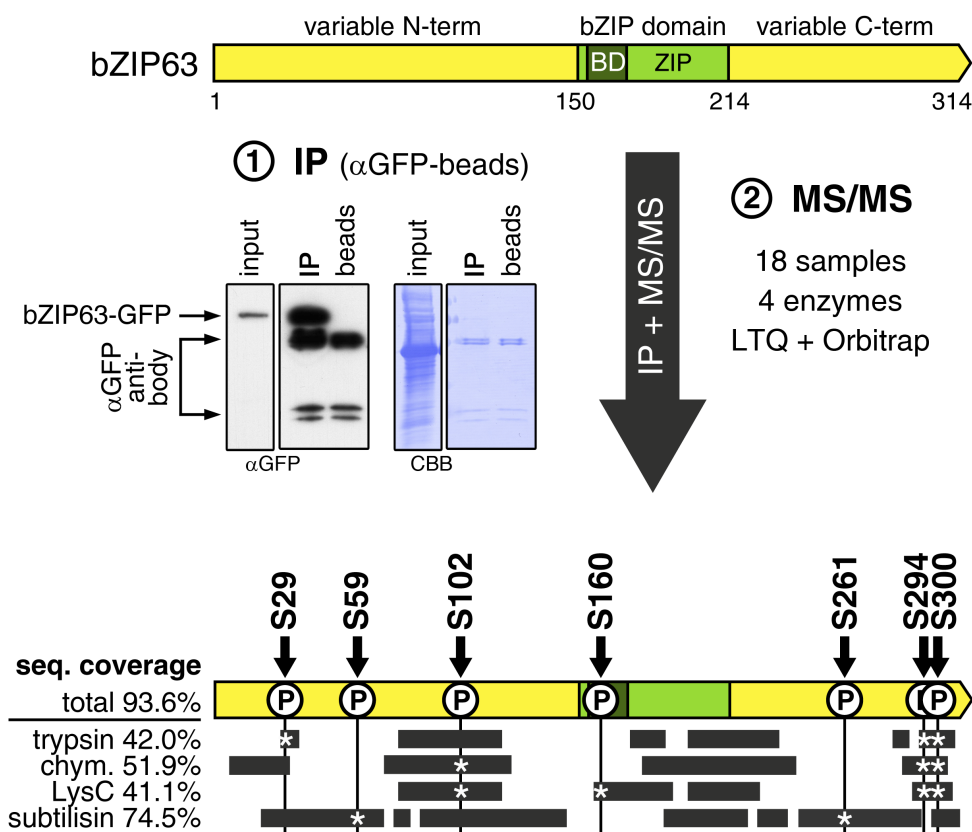 variable N-term bZIP domain variable C-term
bZIP63 BD ZIP
1 150 214 314
1 IP (αGFP-beads)
2 MS/MS
18 samples
4 enzymes
LTQ + Orbitrap
IP + MS/MS
input IP beads input IP beads
bZIP63-GFP
αGFP
anti-
body
αGFP CBB
S29 S59 S102 S160 S261 S294 S300
seq. coverage
total 93.6% P P P P P P
trypsin 42.0% * **
chym. 51.9% * **
LysC 41.1% * * **
subtilisin 74.5% * *